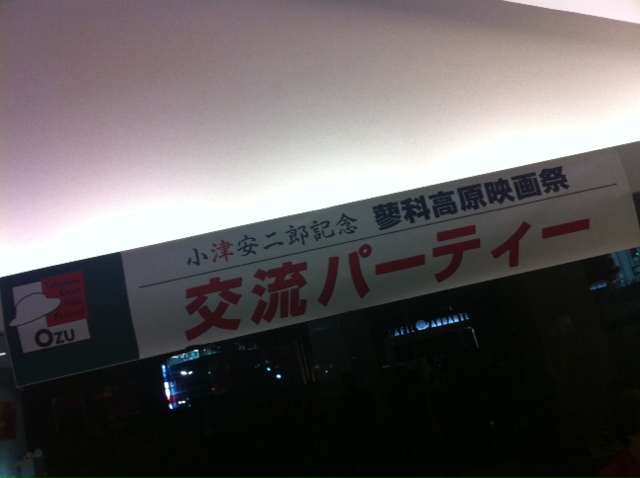 小津安二郎記念 蓼科高原映画祭
交流パーティー
OZU